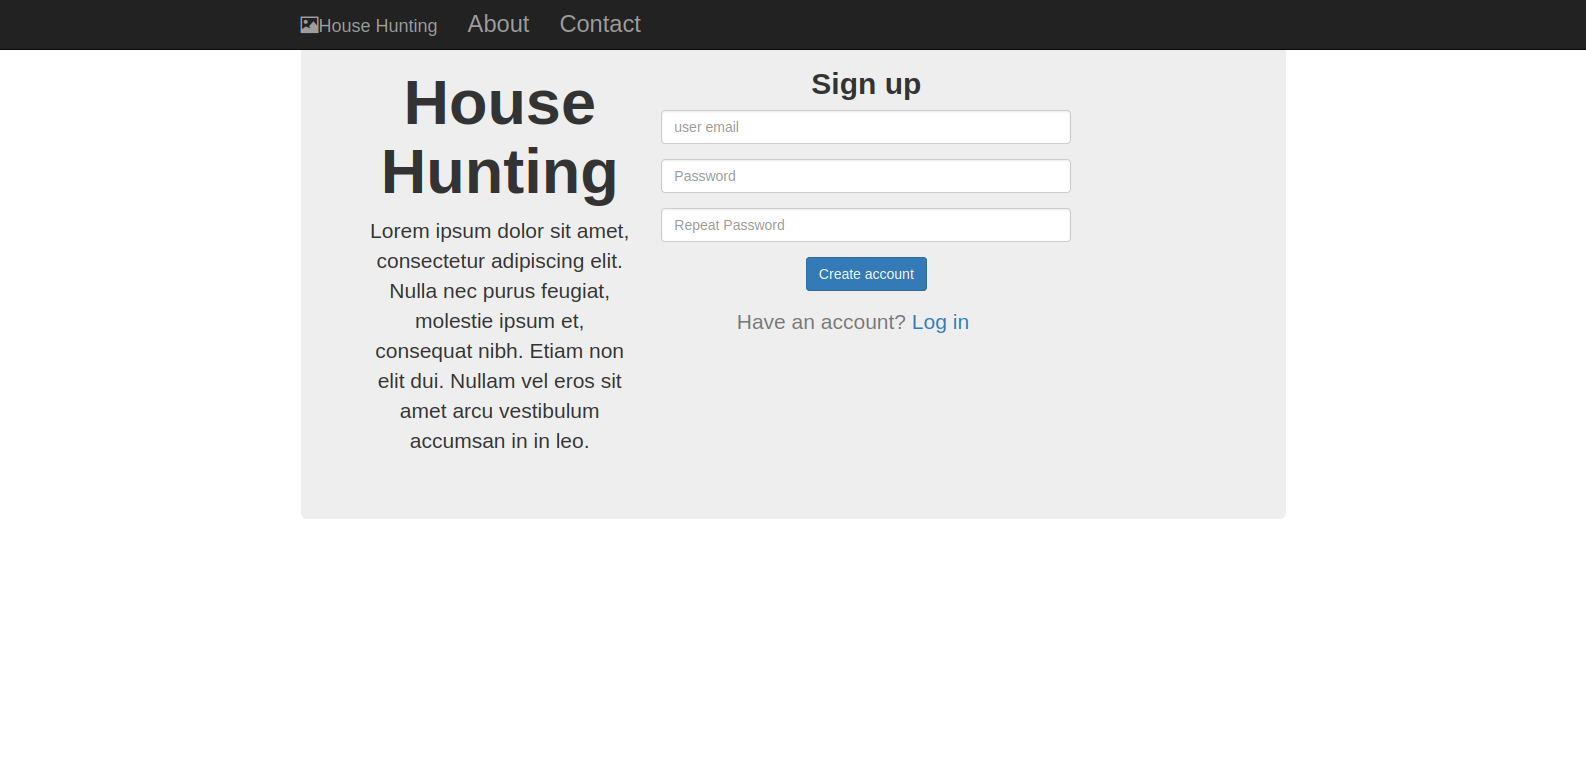 House Hunting About Contact
House
Hunting
Lorem ipsum dolor sit amet,
consectetur adipiscing elit.
Nulla nec purus feugiat,
molestie ipsum et,
consequat nibh. Etiam non
elit dui. Nullam vel eros sit
amet arcu vestibulum
accumsan in in leo.
Sign up
user email
Password
Repeat Password
Create account
Have an account? Log in